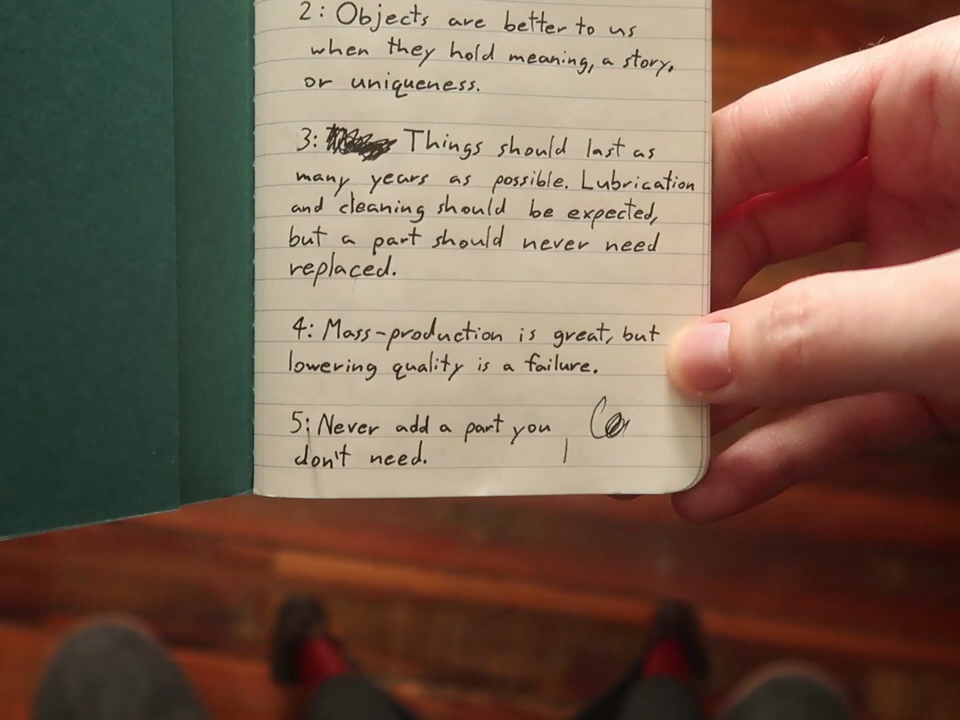 2: Objects are better to us
when they hold meaning, a story,
or uniqueness.
3: Things should last as
many years as possible. Lubrication
and cleaning should be expected,
but a part should never need
replaced.
4: Mass-production is great, but
lowering quality is a failure.
5: Never add a part you
don't need.